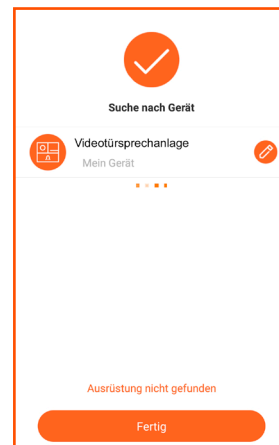 Suche nach Gerät
Videotürsprechanlage
Mein Gerät
Ausrüstung nicht gefunden
Fertig